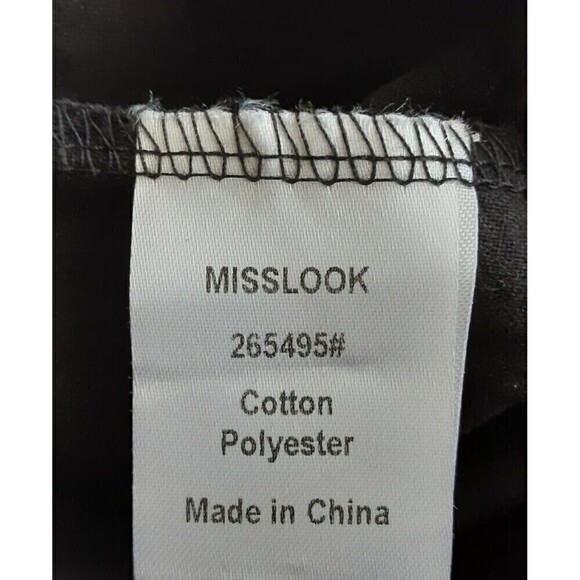 MISSLOOK
265495#
Cotton
Polyester
Made in China